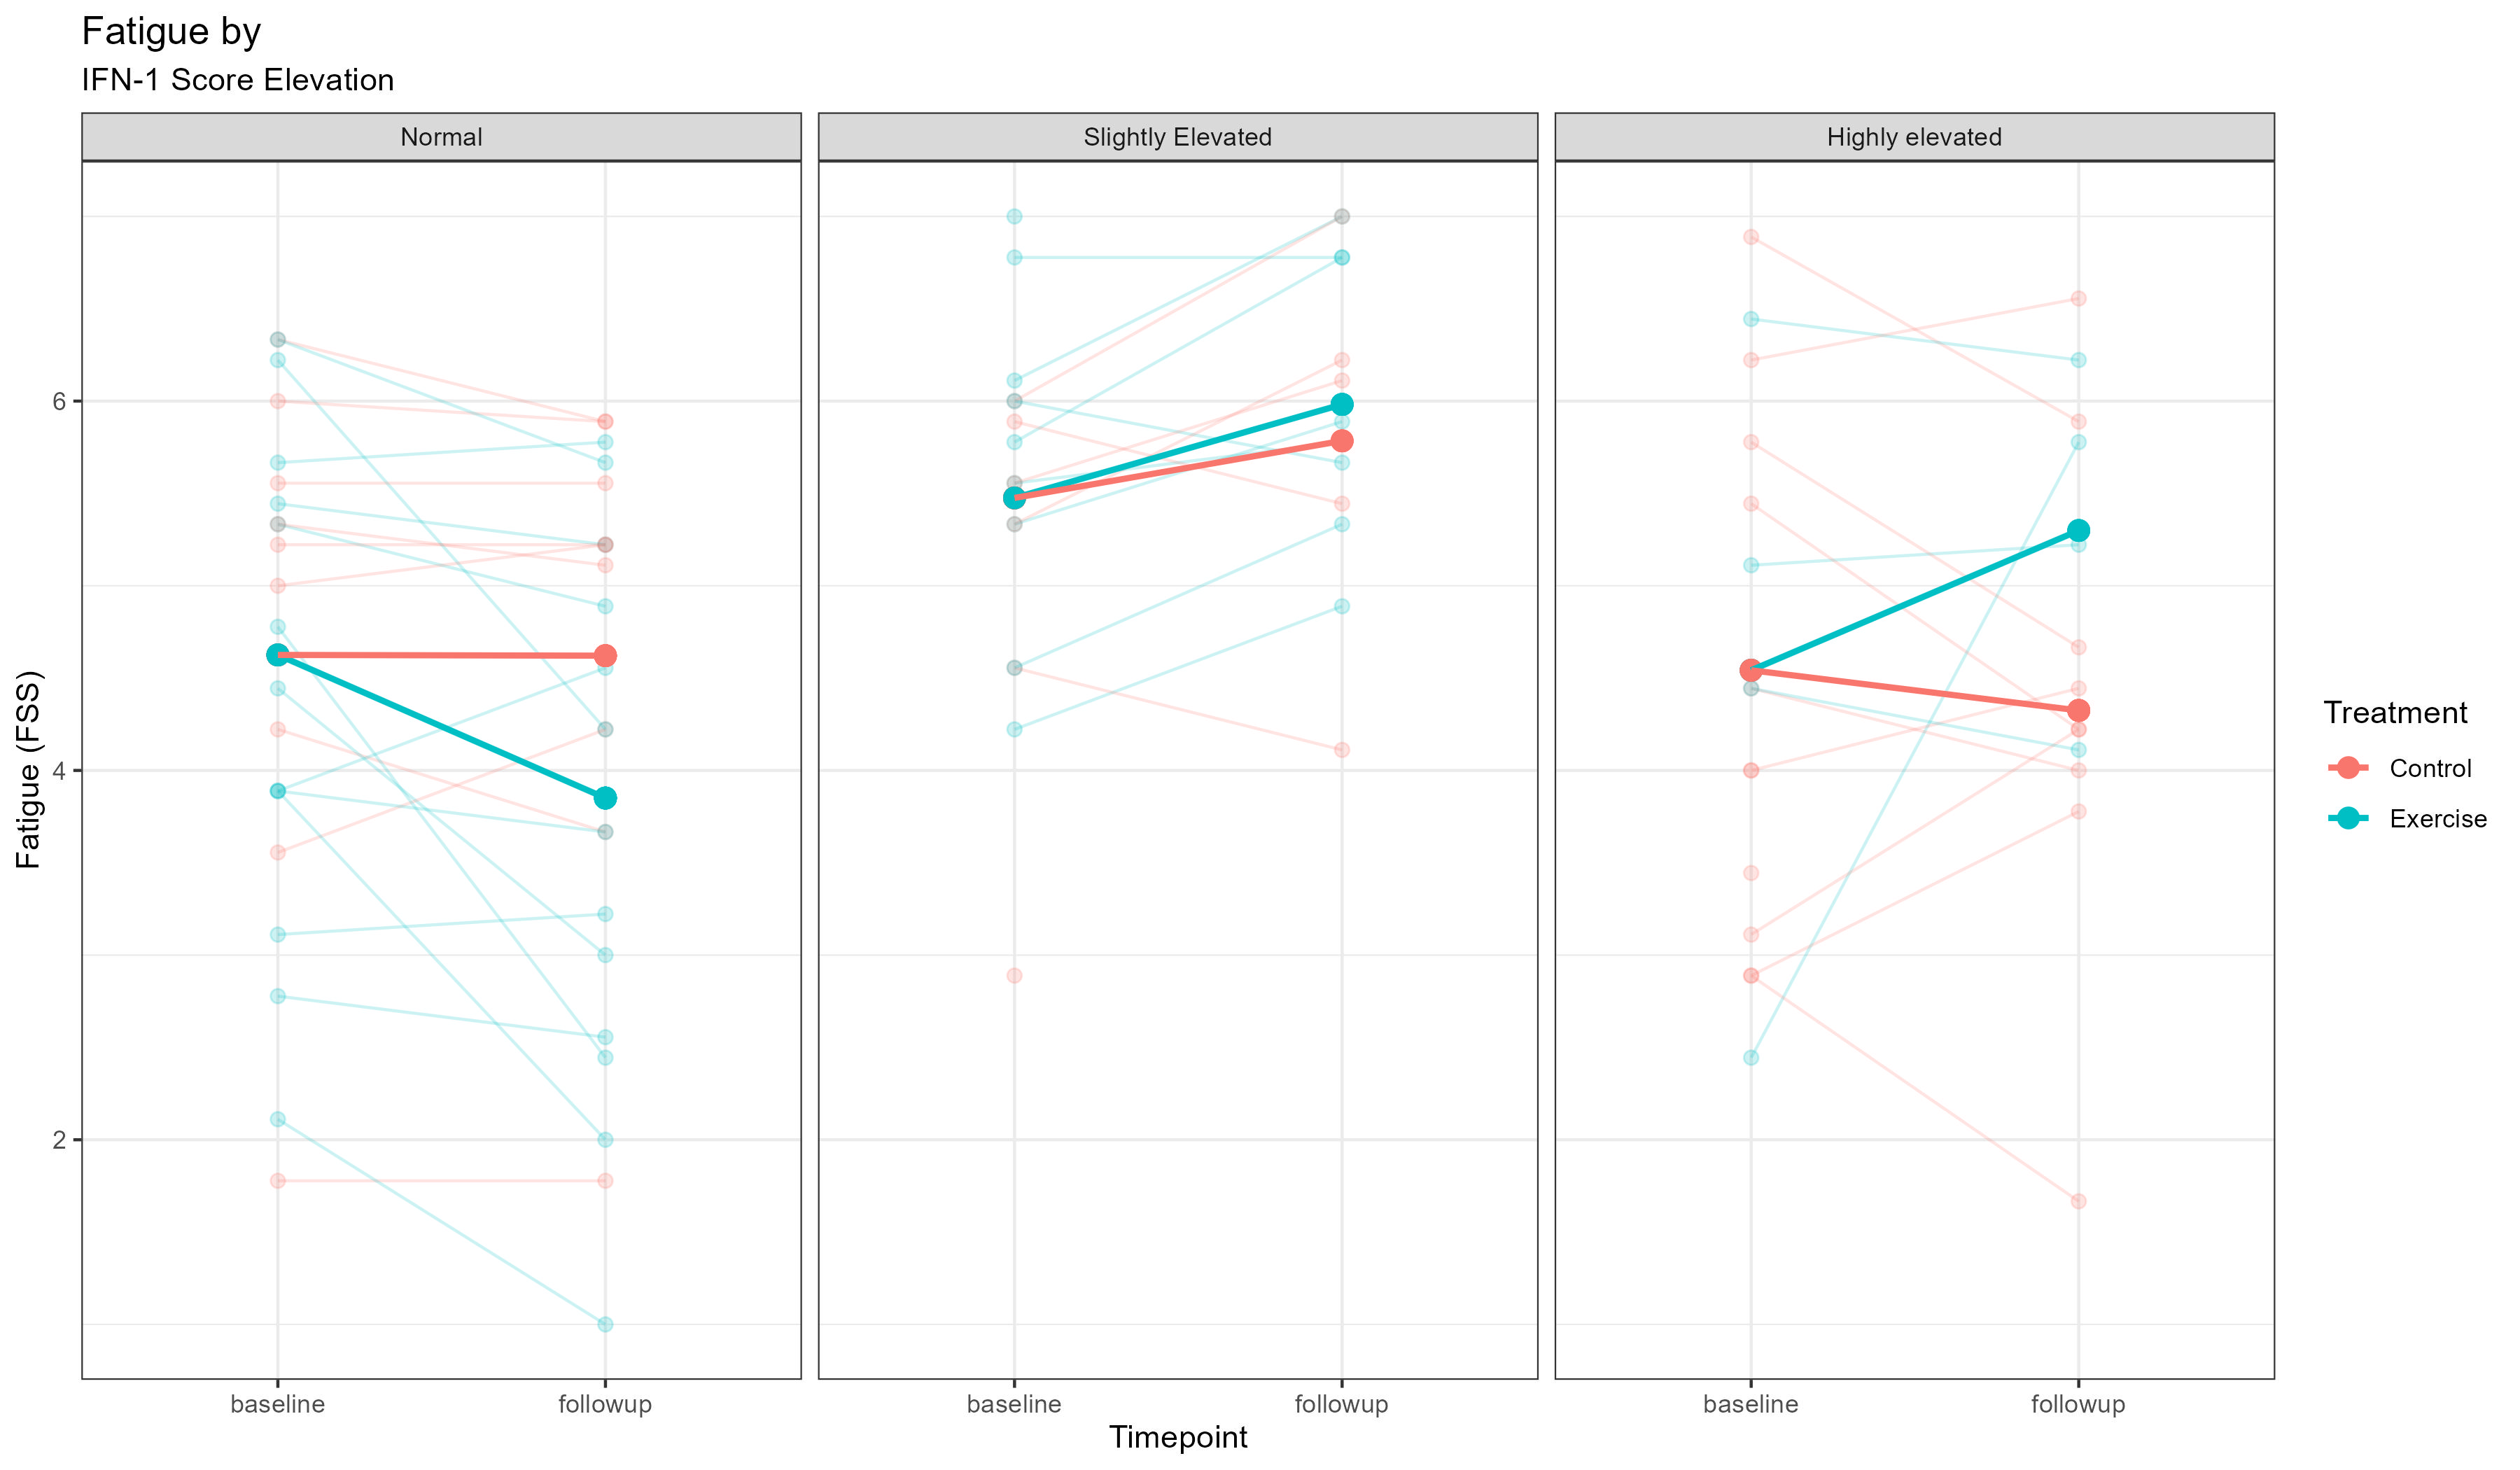 Fatigue by
IFN-1 Score Elevation
Normal
Slightly Elevated
Highly elevated
Fatigue (FSS)
6
4
2
baseline
followup
baseline
followup
baseline
followup
Timepoint
Treatment
Control
Exercise